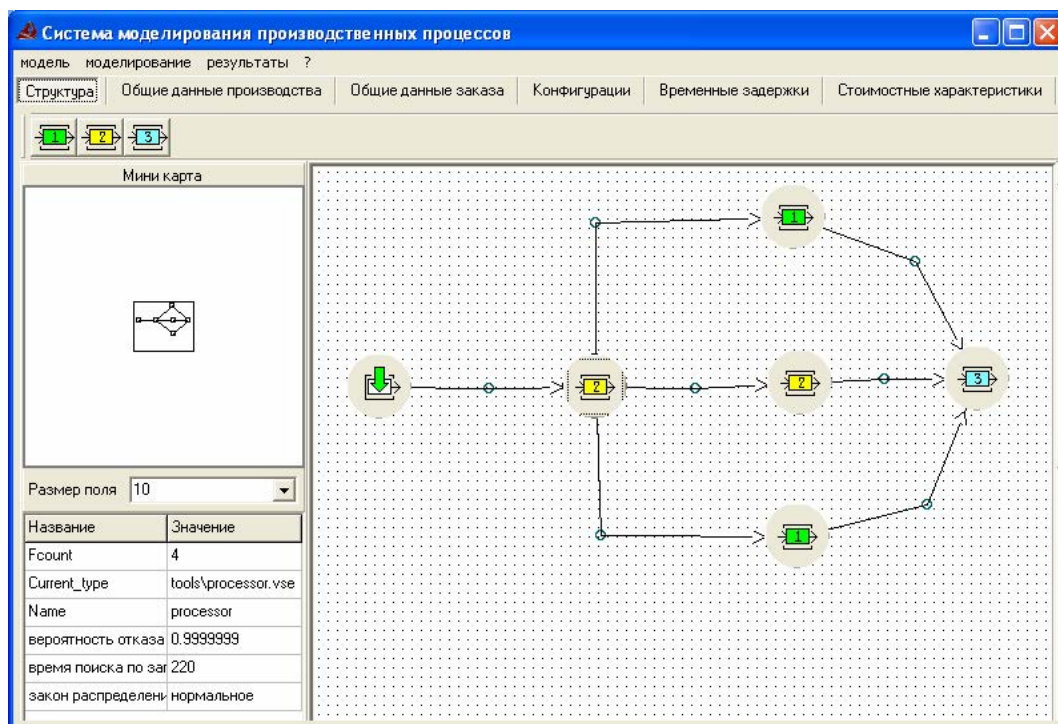 Система моделирования производственных процессов
модель моделирование результаты ?
Структура Общие данные производства Общие данные заказа Конфигурации Временные задержки Стоимостные характеристики
1 2 3
Мини карта
1
2 2 3
1
Размер поля 10
Название Значение
Fcount 4
Current_type tools\processor.vse
Name processor
вероятность отказа 0.9999999
время поиска по заг 220
закон распределени нормальное